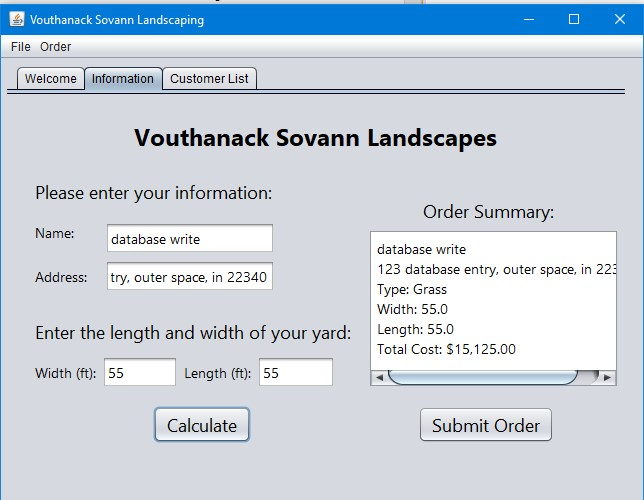 Vouthanack Sovann Landscaping
File Order
Welcome Information Customer List
Vouthanack Sovann Landscapes
Please enter your information:
Name: database write
Address: try, outer space, in 22340
Enter the length and width of your yard:
Width (ft): 55 Length (ft): 55
Calculate
Order Summary:
database write
123 database entry, outer space, in 223
Type: Grass
Width: 55.0
Length: 55.0
Total Cost: $15,125.00
Submit Order